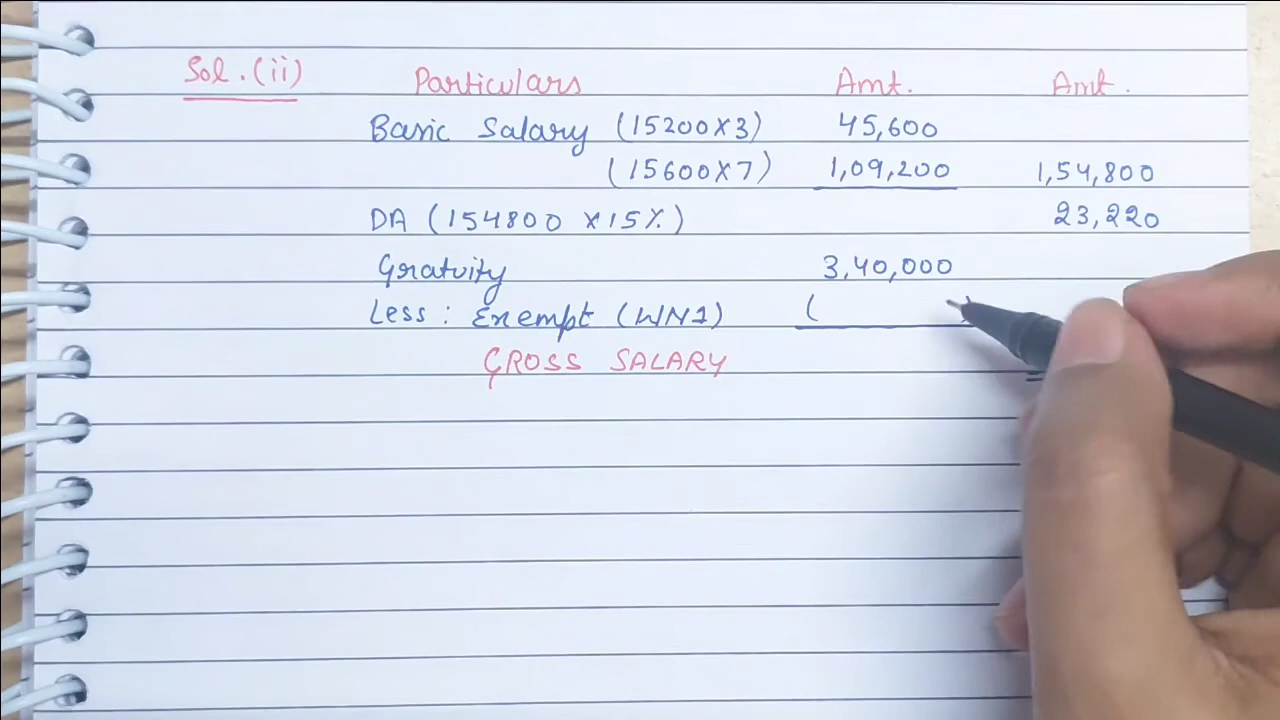 Sol. (ii) Particulars Amt. Amt.
Basic Salary (15200X3) 45,600
(15600X7) 1,09,200 1,54,800
DA (154800 X15%) 23,220
Gratuity 3,40,000
Less : Exempt (WN1) ( )
GROSS SALARY